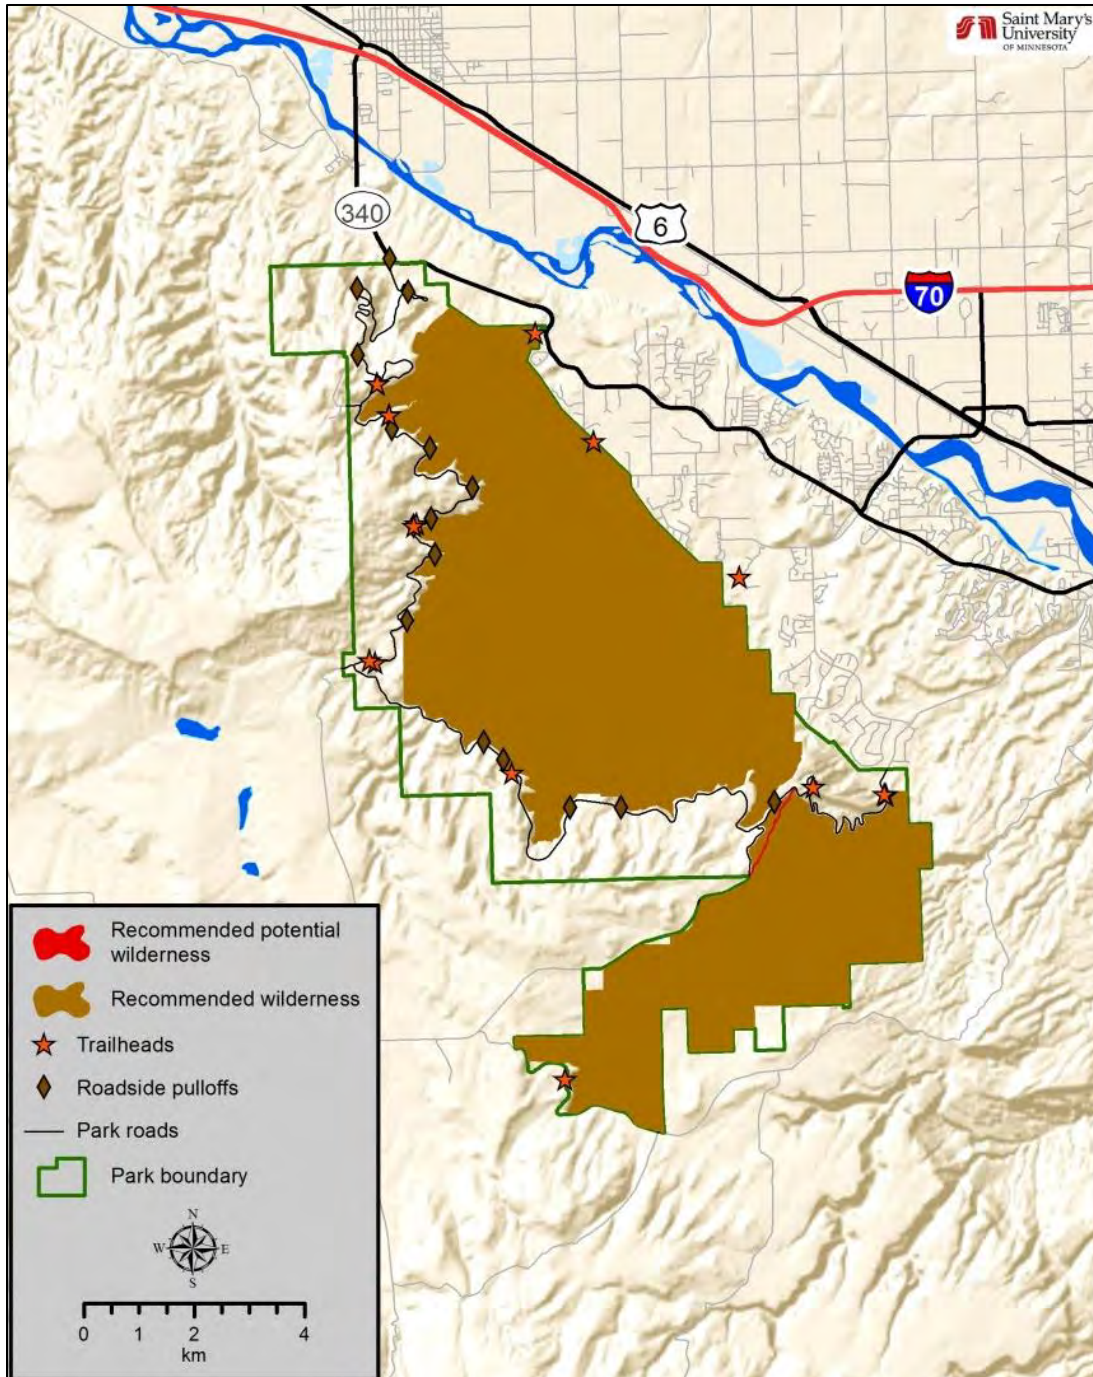 Saint Mary's
University
OF MINNESOTA
340
6
70
Recommended potential
wilderness
Recommended wilderness
Trailheads
Roadside pulloffs
Park roads
Park boundary
N
W E
S
0 1 2 4
km